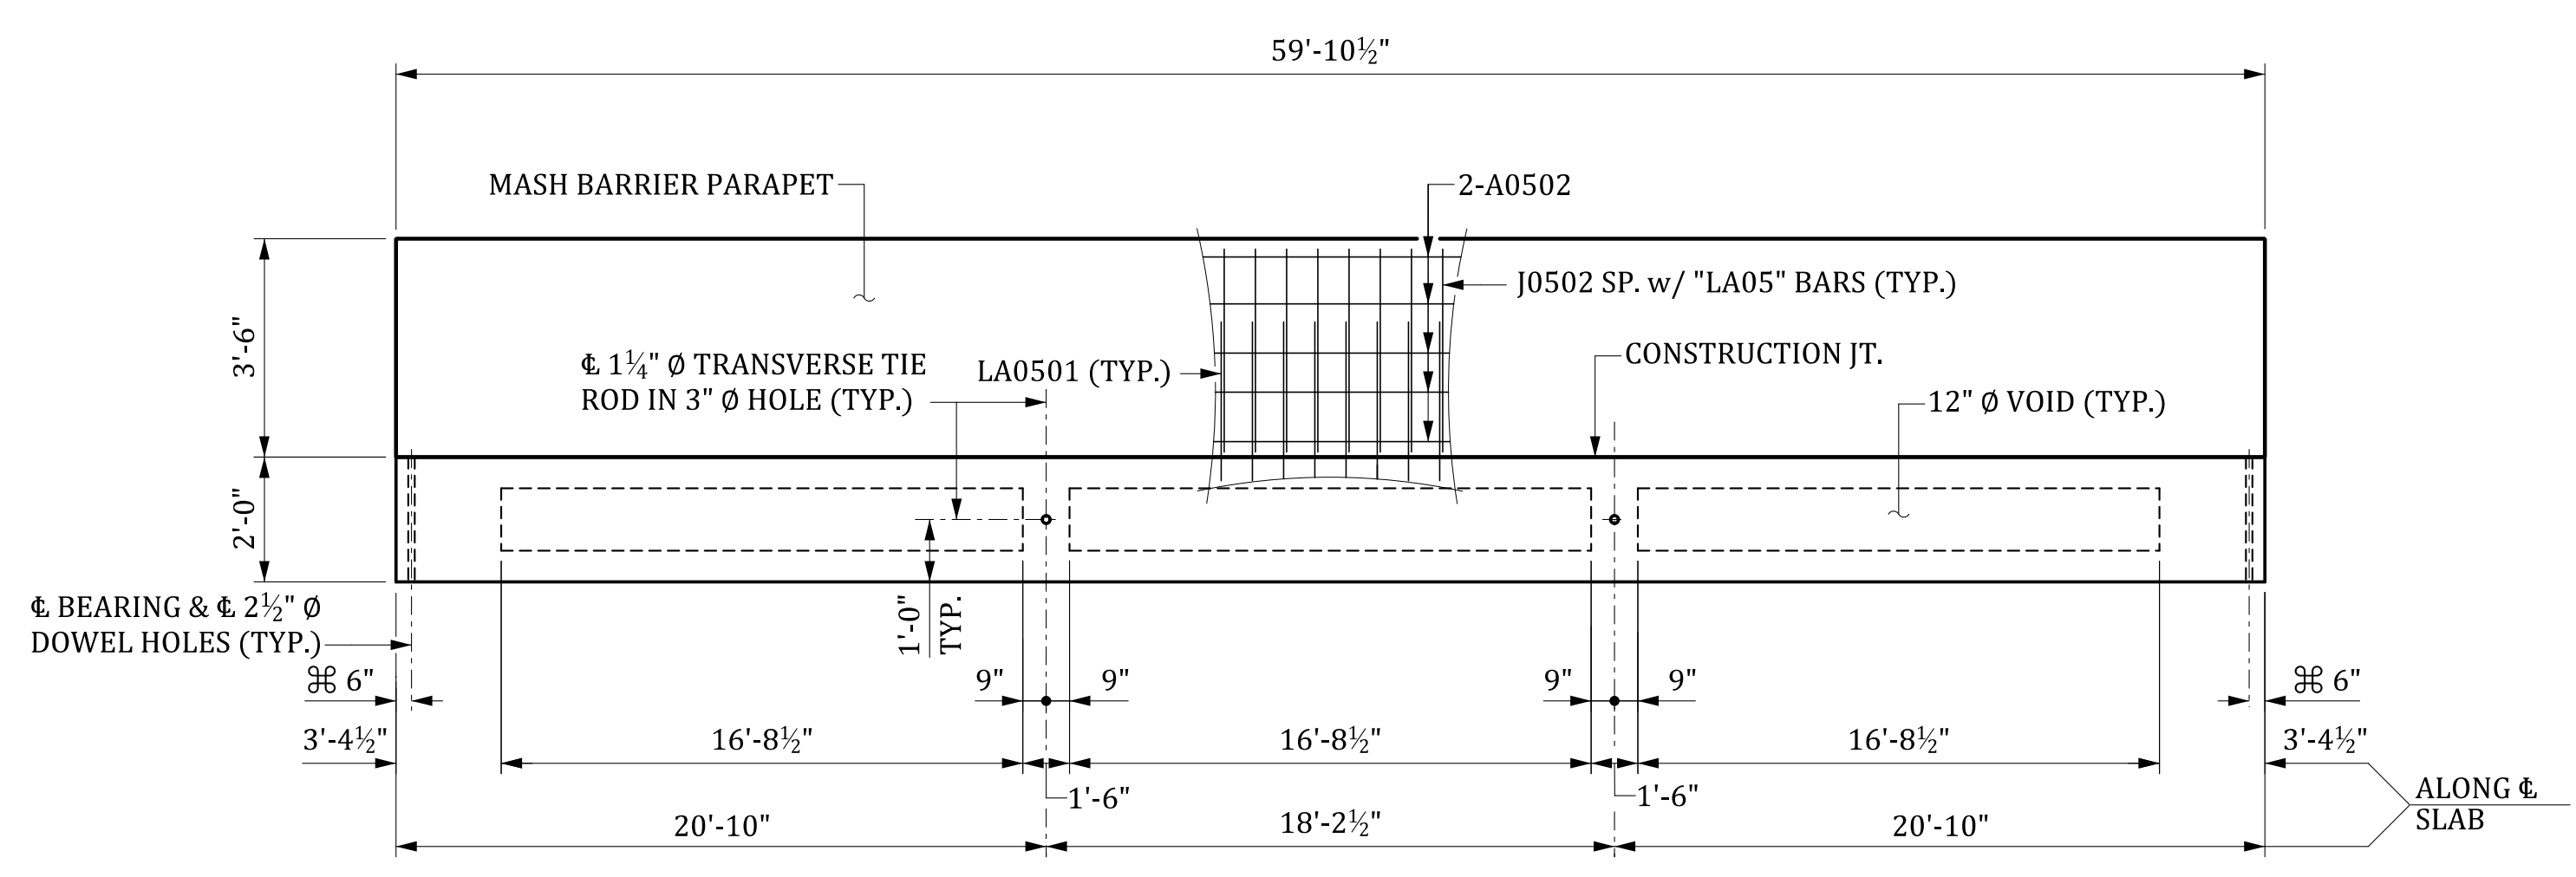 59'-10½"
MASH BARRIER PARAPET
2-A0502
J0502 SP. w/ "LA05" BARS (TYP.)
3'-6"
℄ 1¼" Ø TRANSVERSE TIE
ROD IN 3" Ø HOLE (TYP.)
LA0501 (TYP.)
CONSTRUCTION JT.
12" Ø VOID (TYP.)
2'-0"
℄ BEARING & ℄ 2½" Ø
DOWEL HOLES (TYP.)
1'-0"
TYP.
⌘ 6"
9"
9"
9"
9"
⌘ 6"
3'-4½"
16'-8½"
16'-8½"
16'-8½"
3'-4½"
1'-6"
1'-6"
ALONG ℄
SLAB
20'-10"
18'-2½"
20'-10"